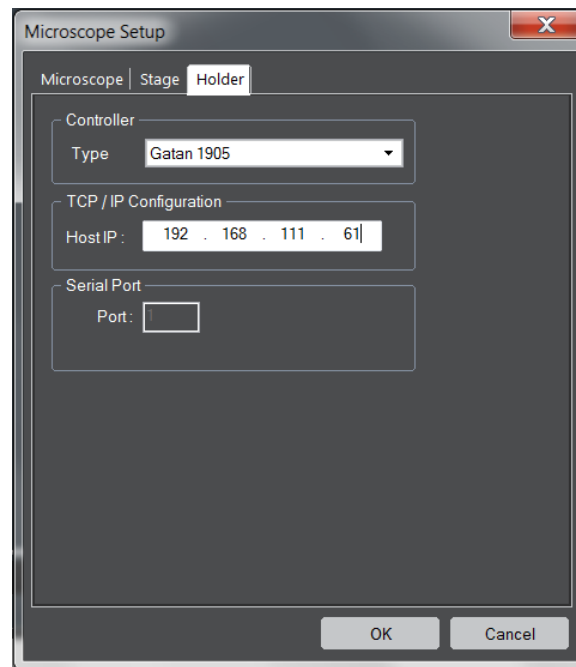 Microscope Setup
Microscope Stage Holder
Controller
Type Gatan 1905
TCP / IP Configuration
Host IP : 192 . 168 . 111 . 61
Serial Port
Port : 1
OK Cancel